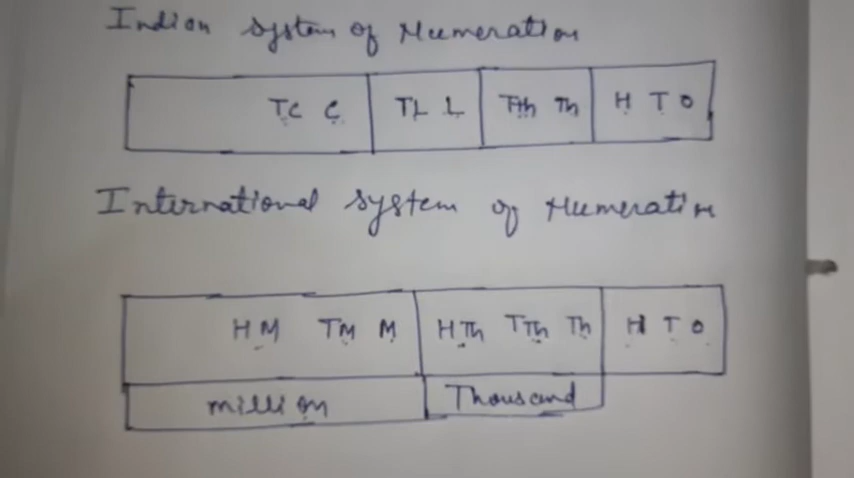 Indian System of Numeration
TC C TL L Tth Th H T O
International System of Numeration
HM TM M HTh TTh Th H T O
million Thousand